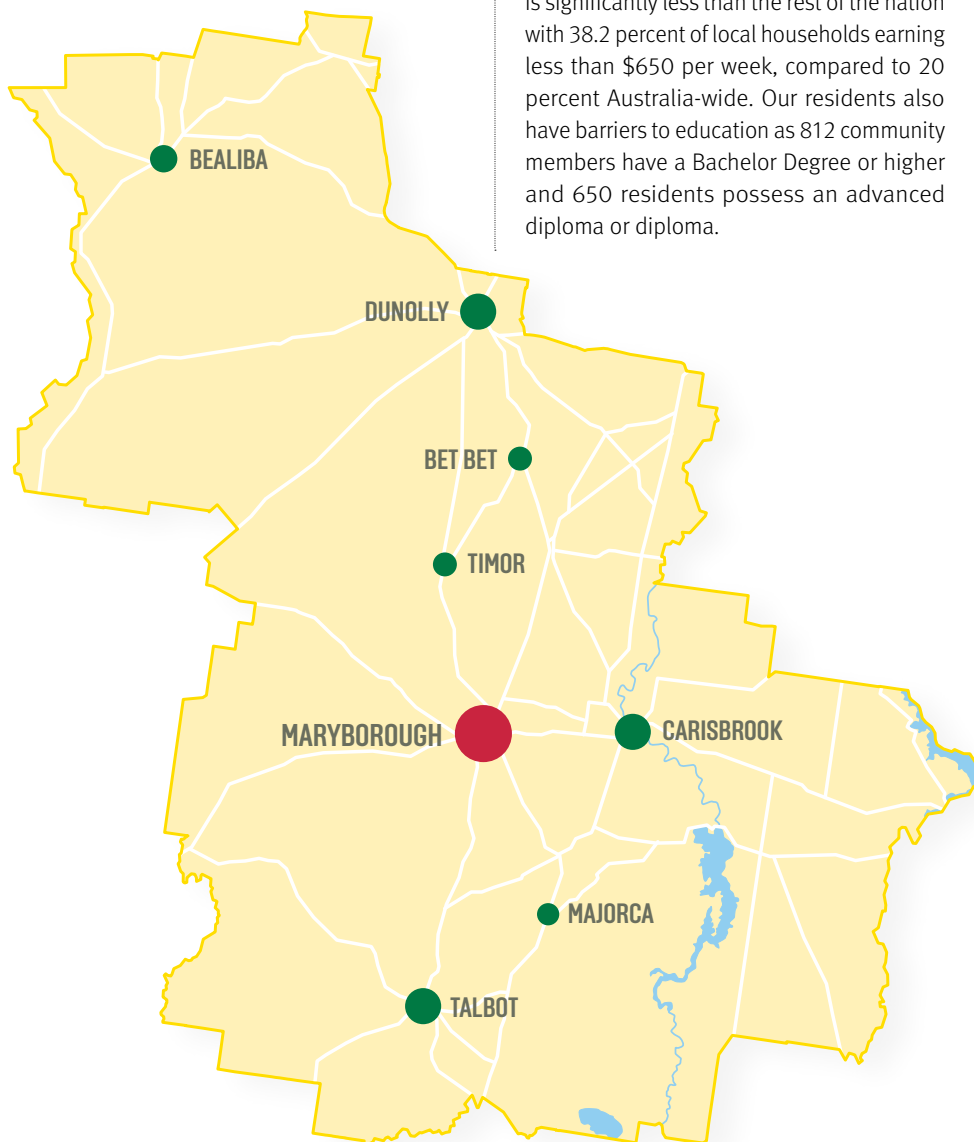 is significantly less than the rest of the nation
with 38.2 percent of local households earning
less than $650 per week, compared to 20
percent Australia-wide. Our residents also
have barriers to education as 812 community
members have a Bachelor Degree or higher
and 650 residents possess an advanced
diploma or diploma.
BEALIBA
DUNOLLY
BET BET
TIMOR
MARYBOROUGH
CARISBROOK
MAJORCA
TALBOT